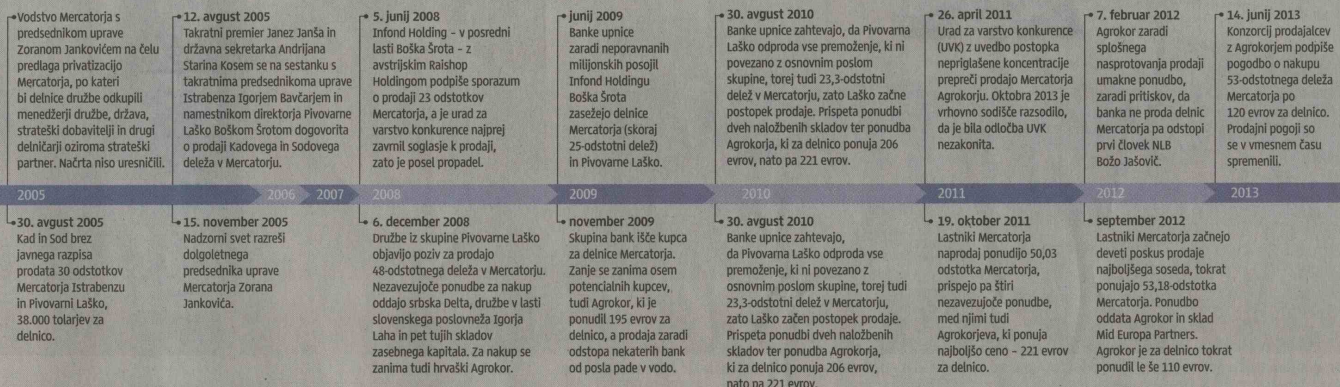 Vodstvo Mercatorja s
predsednikom uprave
Zoranom Jankovićem na čelu
predlaga privatizacijo
Mercatorja, po kateri
bi delnice družbe odkupili
menedžerji družbe, država,
strateški dobavitelji in drugi
delničarji oziroma strateški
partner. Načrta niso uresničili.
12. avgust 2005
Takratni premier Janez Janša in
državna sekretarka Andrijana
Starina Kosem se na sestanku s
takratnima predsednikoma uprave
Istrabenza Igorjem Bavčarjem in
namestnikom direktorja Pivovarne
Laško Boškom Šrotom dogovorita
o prodaji Kadovega in Sodovega
deleža v Mercatorju.
5. junij 2008
Infond Holding – v posredni
lasti Boška Šrota – z
avstrijskim Raishop
Holdingom podpiše sporazum
o prodaji 23 odstotkov
Mercatorja, a je urad za
varstvo konkurence najprej
zavrnil soglasje k prodaji,
zato je posel propadel.
junij 2009
Banke upnice
zaradi neporavnanih
milijonskih posojil
Infond Holdingu
Boška Šrota
zasežejo delnice
Mercatorja (skoraj
25-odstotni delež)
in Pivovarne Laško.
30. avgust 2010
Banke upnice zahtevajo, da Pivovarna
Laško odproda vse premoženje, ki ni
povezano z osnovnim poslom
skupine, torej tudi 23,3-odstotni
delež v Mercatorju, zato Laško začne
postopek prodaje. Prispeta ponudbi
dveh naložbenih skladov ter ponudba
Agrokorja, ki za delnico ponuja 206
evrov, nato pa 221 evrov.
26. april 2011
Urad za varstvo konkurence
(UVK) z uvedbo postopka
nepriglašene koncentracije
prepreči prodajo Mercatorja
Agrokorju. Oktobra 2013 je
vrhovno sodišče razsodilo,
da je bila odločba UVK
nezakonita.
7. februar 2012
Agrokor zaradi
splošnega
nasprotovanja prodaji
umakne ponudbo,
zaradi pritiskov, da
banka ne proda delnic
Mercatorja pa odstopi
prvi človek NLB
Božo Jašovič.
14. junij 2013
Konzorcij prodajalcev
z Agrokorjem podpiše
pogodbo o nakupu
53-odstotnega deleža
Mercatorja po
120 evrov za delnico.
Prodajni pogoji so
se v vmesnem času
spremenili.
2005 2006 2007 2008 2009 2010 2011 2012 2013
30. avgust 2005
Kad in Sod brez
javnega razpisa
prodata 30 odstotkov
Mercatorja Istrabenzu
in Pivovarni Laško,
38.000 tolarjev za
delnico.
15. november 2005
Nadzorni svet razreši
dolgoletnega
predsednika uprave
Mercatorja Zorana
Jankovića.
6. december 2008
Družbe iz skupine Pivovarne Laško
objavijo poziv za prodajo
48-odstotnega deleža v Mercatorju.
Nezavezujoče ponudbe za nakup
oddajo srbska Delta, družbe v lasti
slovenskega poslovneža Igorja
Laha in pet tujih skladov
zasebnega kapitala. Za nakup se
zanima tudi hrvaški Agrokor.
november 2009
Skupina bank išče kupca
za delnice Mercatorja.
Zanje se zanima osem
potencialnih kupcev,
tudi Agrokor, ki je
ponudil 195 evrov za
delnico, a prodaja zaradi
odstopa nekaterih bank
od posla pade v vodo.
30. avgust 2010
Banke upnice zahtevajo,
da Pivovarna Laško odproda vse
premoženje, ki ni povezano z
osnovnim poslom skupine, torej tudi
23,3-odstotni delež v Mercatorju,
zato Laško začen postopek prodaje.
Prispeta ponudbi dveh naložbenih
skladov ter ponudba Agrokorja,
ki za delnico ponuja 206 evrov,
nato pa 221 evrov.
19. oktober 2011
Lastniki Mercatorja
naprodaj ponudijo 50,03
odstotka Mercatorja,
prispejo pa štiri
nezavezujoče ponudbe,
med njimi tudi
Agrokorjeva, ki ponuja
najboljšo ceno – 221 evrov
za delnico.
september 2012
Lastniki Mercatorja začnejo
deveti poskus prodaje
najboljšega soseda, tokrat
ponujajo 53,18-odstotka
Mercatorja. Ponudbo
oddata Agrokor in sklad
Mid Europa Partners.
Agrokor je za delnico tokrat
ponudil le še 110 evrov.